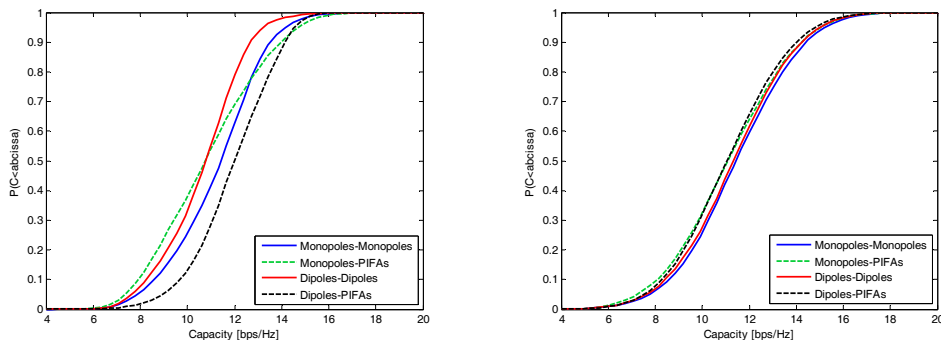 1
0.9
0.8
0.7
0.6
0.5
0.4
0.3
0.2
0.1
0
P(C<abcissa)
4 6 8 10 12 14 16 18 20
Capacity [bps/Hz]
Monopoles-Monopoles
Monopoles-PIFAs
Dipoles-Dipoles
Dipoles-PIFAs
1
0.9
0.8
0.7
0.6
0.5
0.4
0.3
0.2
0.1
0
P(C<abcissa)
4 6 8 10 12 14 16 18 20
Capacity [bps/Hz]
Monopoles-Monopoles
Monopoles-PIFAs
Dipoles-Dipoles
Dipoles-PIFAs